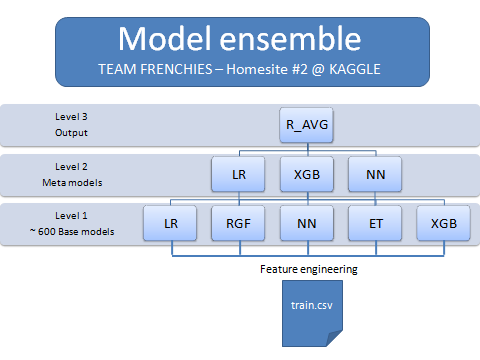 Model ensemble
TEAM FRENCHIES – Homesite #2 @ KAGGLE
Level 3
Output
R_AVG
Level 2
Meta models
LR XGB NN
Level 1
~ 600 Base models
LR RGF NN ET XGB
Feature engineering
train.csv